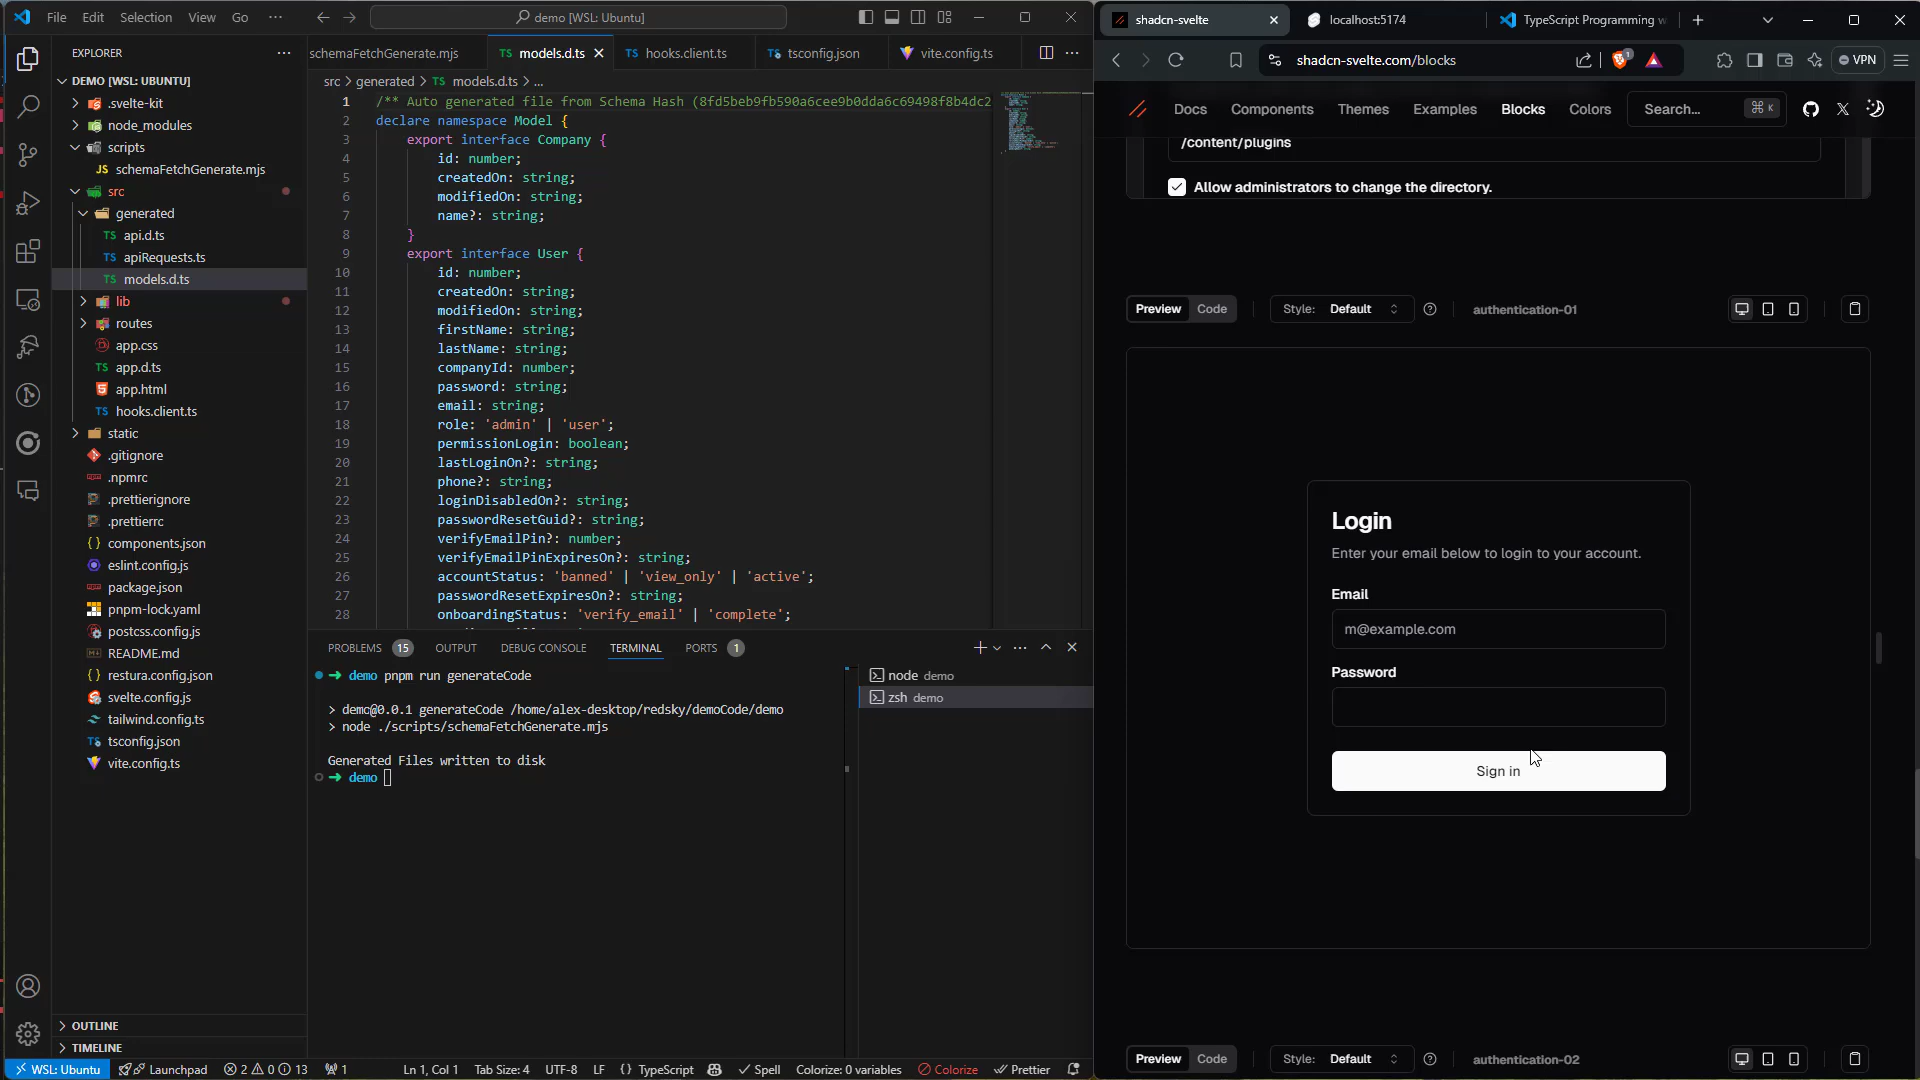 File Edit Selection View Go ··· demo [WSL: Ubuntu]
EXPLORER
DEMO [WSL: UBUNTU]
.svelte-kit
node_modules
scripts
JS schemaFetchGenerate.mjs
src
generated
TS api.d.ts
TS apiRequests.ts
TS models.d.ts
lib
routes
app.css
TS app.d.ts
app.html
TS hooks.client.ts
static
.gitignore
.npmrc
.prettierignore
.prettierrc
components.json
eslint.config.js
package.json
pnpm-lock.yaml
postcss.config.js
README.md
restura.config.json
svelte.config.js
tailwind.config.ts
tsconfig.json
vite.config.ts
OUTLINE
TIMELINE
schemaFetchGenerate.mjs TS models.d.ts TS hooks.client.ts tsconfig.json vite.config.ts
src > generated > TS models.d.ts > ...
1 /** Auto generated file from Schema Hash (8fd5beb9fb590a6cee9b0dda6c69498f8b4dc2
2 declare namespace Model {
3 export interface Company {
4 id: number;
5 createdOn: string;
6 modifiedOn: string;
7 name?: string;
8 }
9 export interface User {
10 id: number;
11 createdOn: string;
12 modifiedOn: string;
13 firstName: string;
14 lastName: string;
15 companyId: number;
16 password: string;
17 email: string;
18 role: 'admin' | 'user';
19 permissionLogin: boolean;
20 lastLoginOn?: string;
21 phone?: string;
22 loginDisabledOn?: string;
23 passwordResetGuid?: string;
24 verifyEmailPin?: number;
25 verifyEmailPinExpiresOn?: string;
26 accountStatus: 'banned' | 'view_only' | 'active';
27 passwordResetExpiresOn?: string;
28 onboardingStatus: 'verify_email' | 'complete';
PROBLEMS 15 OUTPUT DEBUG CONSOLE TERMINAL PORTS 1
demo pnpm run generateCode
> demo@0.0.1 generateCode /home/alex-desktop/redsky/demoCode/demo
> node ./scripts/schemaFetchGenerate.mjs
Generated Files written to disk
demo
node demo
zsh demo
WSL: Ubuntu Launchpad 2 0 13 1 Ln 1, Col 1 Tab Size: 4 UTF-8 LF {} TypeScript Spell Colorize: 0 variables Colorize Prettier
shadcn-svelte localhost:5174 TypeScript Programming w
shadcn-svelte.com/blocks 1 VPN
Docs Components Themes Examples Blocks Colors Search... ⌘ K
/content/plugins
Allow administrators to change the directory.
Preview Code Style: Default authentication-01
Login
Enter your email below to login to your account.
Email
m@example.com
Password
Sign in
Preview Code Style: Default authentication-02